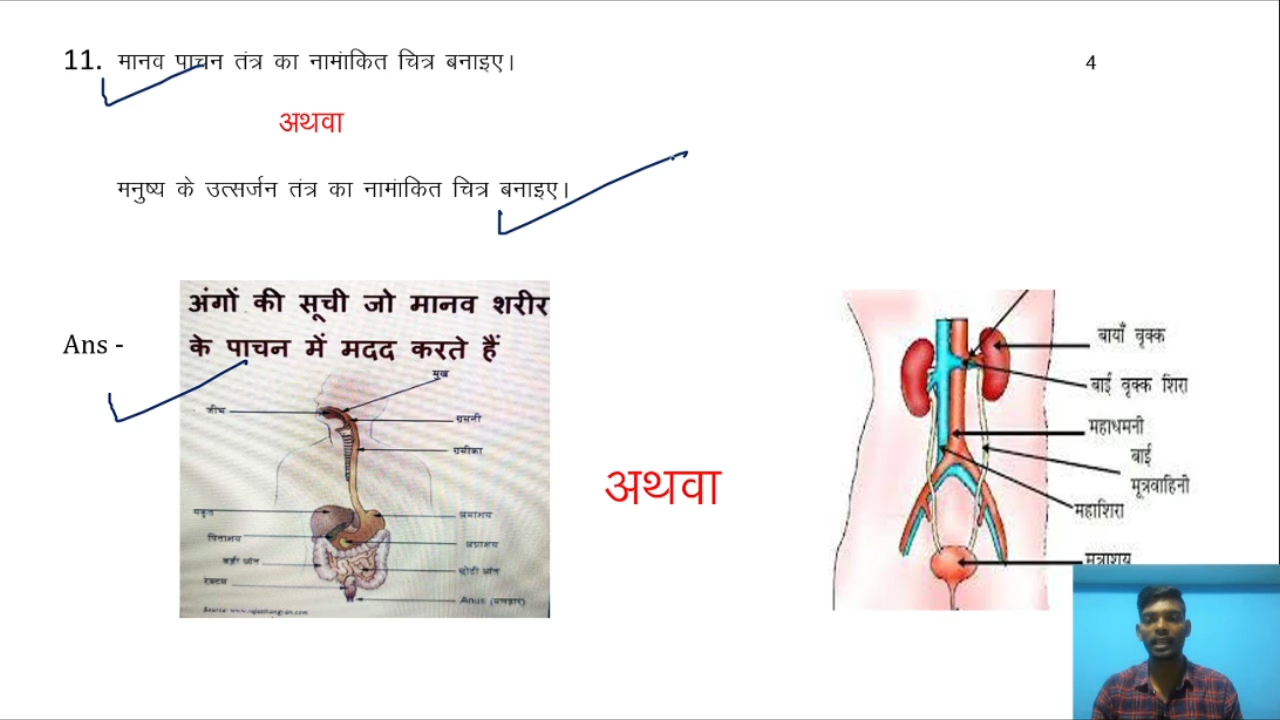 11. मानव पाचन तंत्र का नामांकित चित्र बनाइए। 4
अथवा
मनुष्य के उत्सर्जन तंत्र का नामांकित चित्र बनाइए।
Ans -
अंगों की सूची जो मानव शरीर
के पाचन में मदद करते हैं
मुख
जीभ
ग्रसनी
ग्रसीका
यकृत
अमाशय
पित्ताशय
अग्नाशय
बड़ी आंत
छोटी आंत
रेक्टम
Anus (मलद्वार)
अथवा
बायाँ वृक्क
बाईं वृक्क शिरा
महाधमनी
बाईं
मूत्रवाहिनी
महाशिरा
मूत्राशय